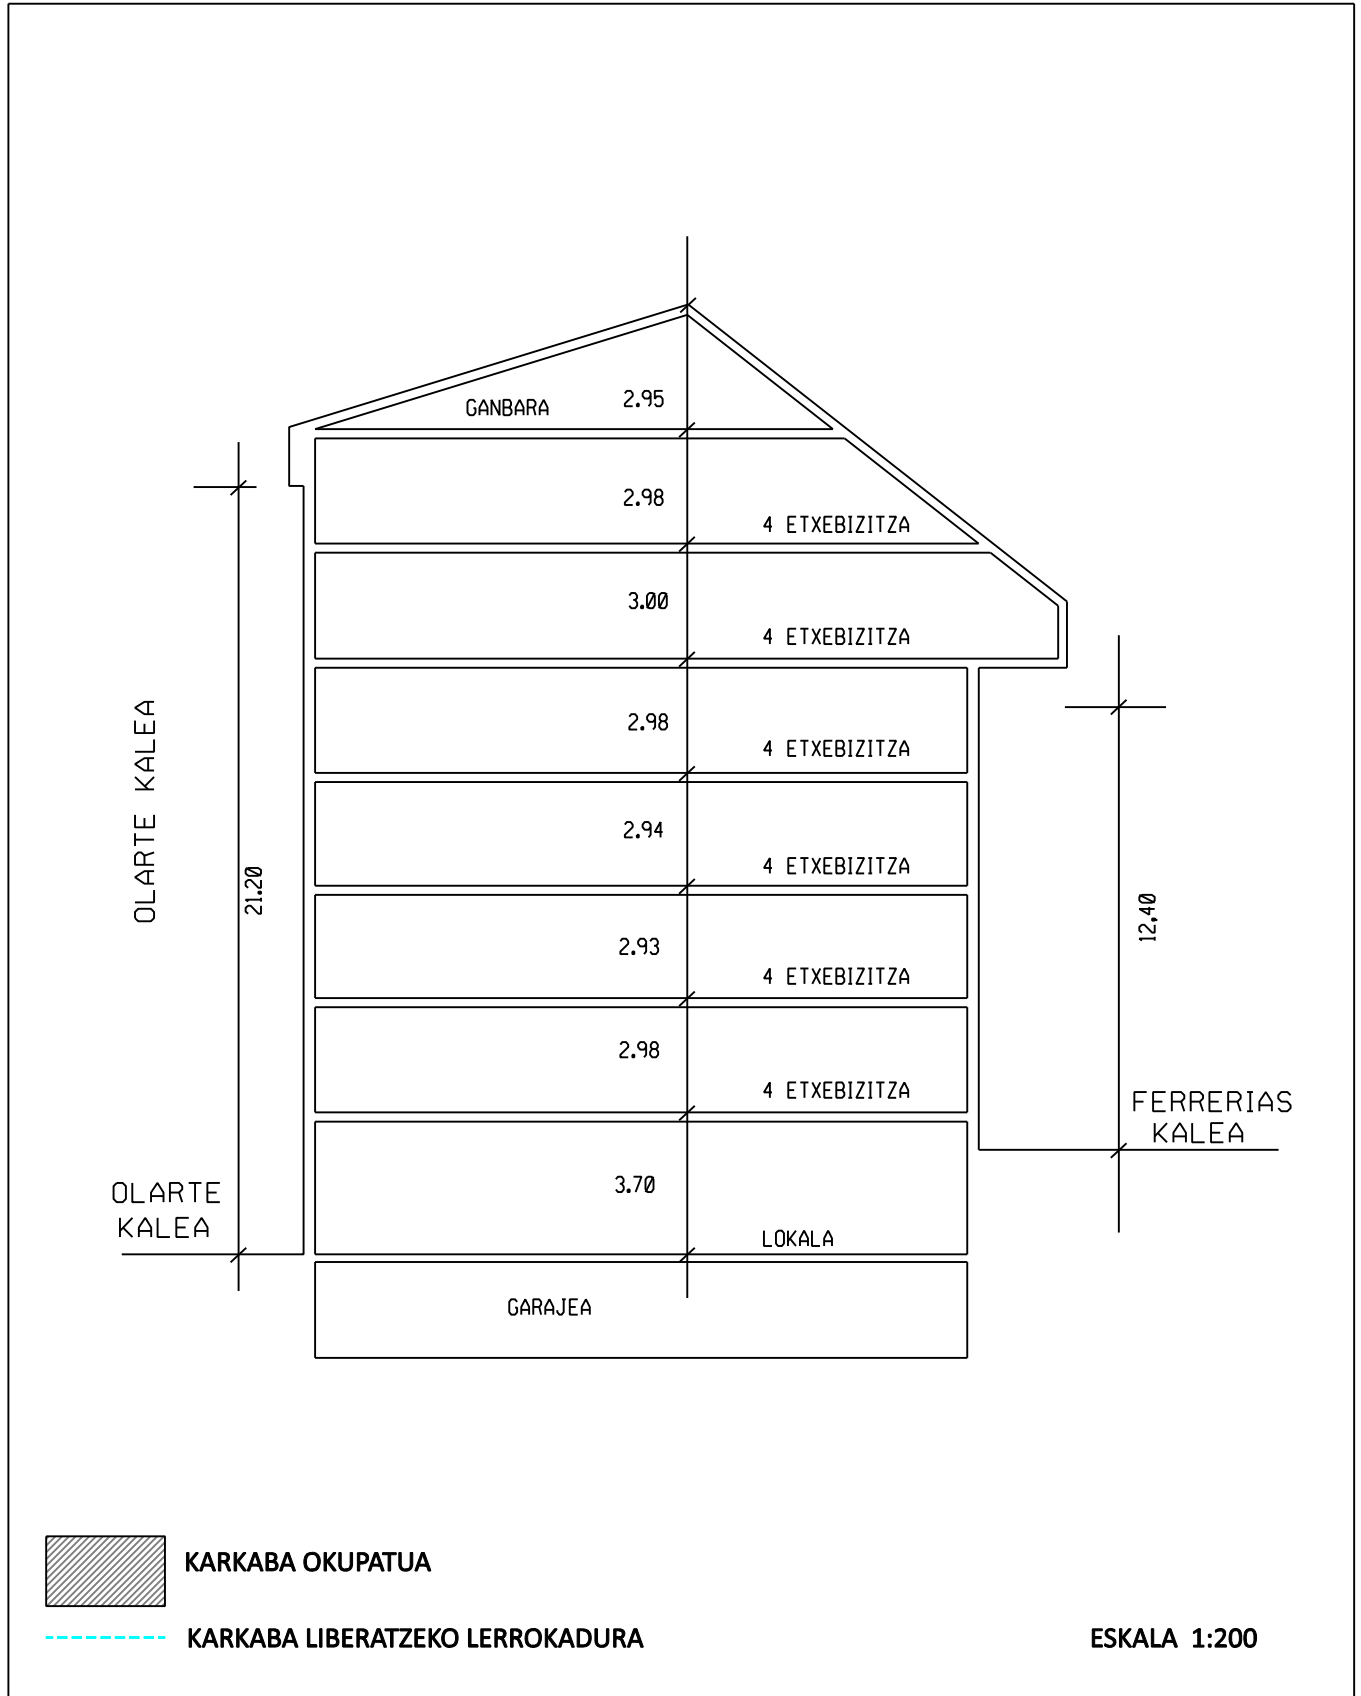 GANBARA
2.95
2.98
4 ETXEBIZITZA
3.00
4 ETXEBIZITZA
2.98
4 ETXEBIZITZA
2.94
4 ETXEBIZITZA
2.93
4 ETXEBIZITZA
2.98
4 ETXEBIZITZA
3.70
LOKALA
GARAJEA
OLARTE KALEA
21.20
OLARTE
KALEA
12,40
FERRERIAS
KALEA
KARKABA OKUPATUA
KARKABA LIBERATZEKO LERROKADURA
ESKALA 1:200